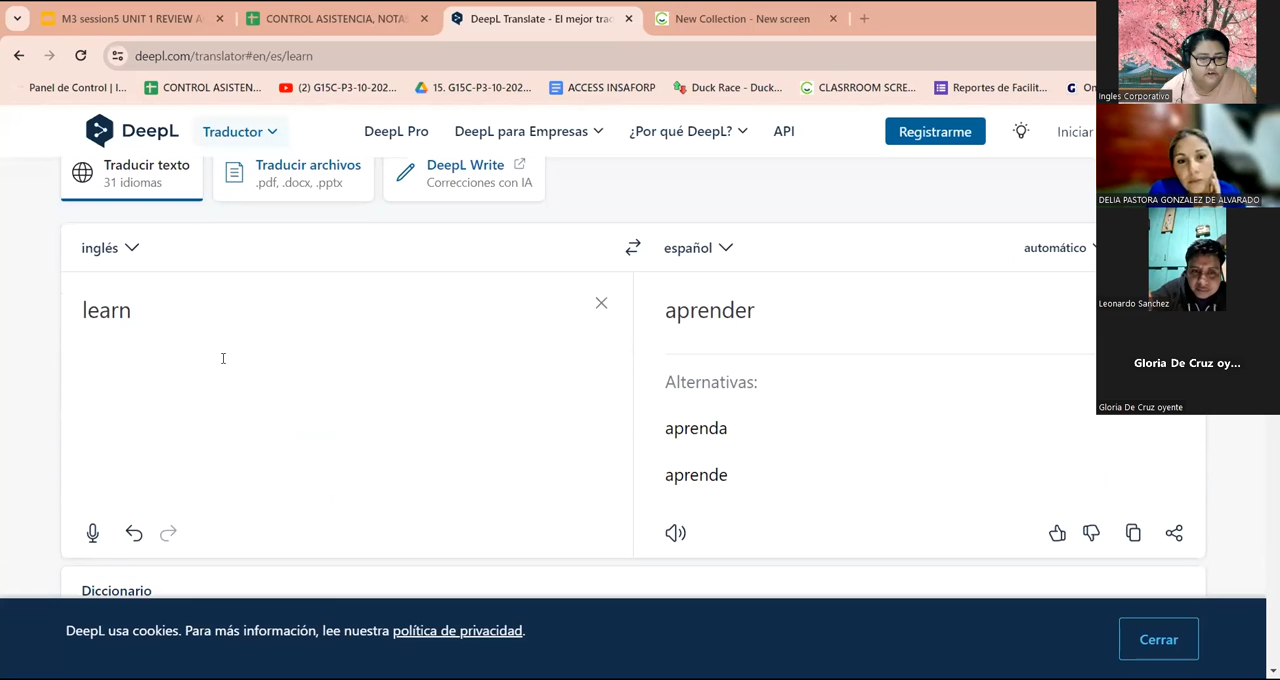 M3 session5 UNIT 1 REVIEW A
CONTROL ASISTENCIA, NOTAS
DeepL Translate - El mejor trad
New Collection - New screen
deepl.com/translator#en/es/learn
Panel de Control | I...
CONTROL ASISTEN...
(2) G15C-P3-10-202...
15. G15C-P3-10-202...
ACCESS INSAFORP
Duck Race - Duck...
CLASRROOM SCRE...
Reportes de Facilit...
Ingles Corporativo
DeepL
Traductor
DeepL Pro
DeepL para Empresas
¿Por qué DeepL?
API
Registrarme
Iniciar
Traducir texto
31 idiomas
Traducir archivos
.pdf, .docx, .pptx
DeepL Write
Correcciones con IA
DELIA PASTORA GONZALEZ DE ALVARADO
inglés
español
automático
learn
aprender
Leonardo Sanchez
Gloria De Cruz oy...
Gloria De Cruz oyente
Alternativas:
aprenda
aprende
Diccionario
DeepL usa cookies. Para más información, lee nuestra política de privacidad.
Cerrar